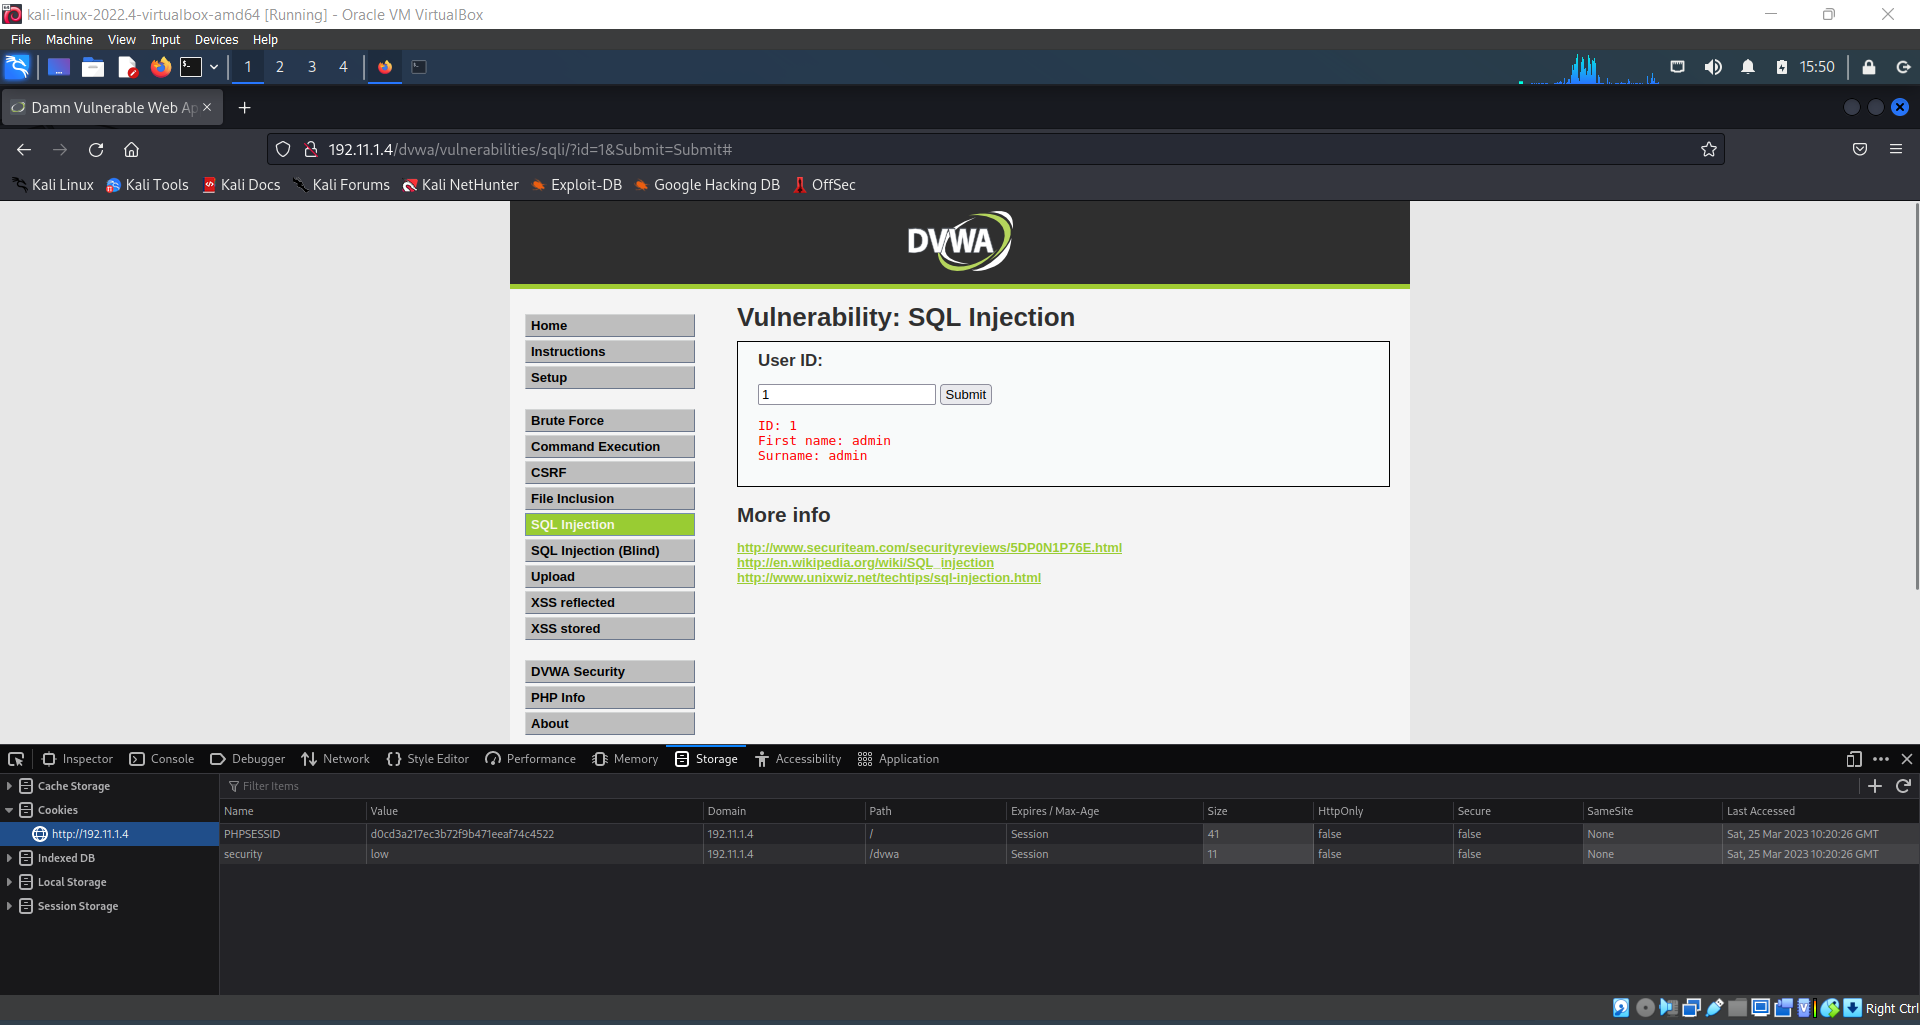 kali-linux-2022.4-virtualbox-amd64 [Running] - Oracle VM VirtualBox
File Machine View Input Devices Help
1 2 3 4 15:50
Damn Vulnerable Web Ap
192.11.1.4/dvwa/vulnerabilities/sqli/?id=1&Submit=Submit#
Kali Linux Kali Tools Kali Docs Kali Forums Kali NetHunter Exploit-DB Google Hacking DB OffSec
DVWA
Home
Instructions
Setup
Brute Force
Command Execution
CSRF
File Inclusion
SQL Injection
SQL Injection (Blind)
Upload
XSS reflected
XSS stored
DVWA Security
PHP Info
About
Vulnerability: SQL Injection
User ID:
1 Submit
ID: 1
First name: admin
Surname: admin
More info
http://www.securiteam.com/securityreviews/5DP0N1P76E.html
http://en.wikipedia.org/wiki/SQL_injection
http://www.unixwiz.net/techtips/sql-injection.html
Inspector Console Debugger Network Style Editor Performance Memory Storage Accessibility Application
Cache Storage
Cookies
http://192.11.1.4
Indexed DB
Local Storage
Session Storage
Filter Items
Name Value Domain Path Expires / Max-Age Size HttpOnly Secure SameSite Last Accessed
PHPSESSID d0cd3a217ec3b72f9b471eeaf74c4522 192.11.1.4 / Session 41 false false None Sat, 25 Mar 2023 10:20:26 GMT
security low 192.11.1.4 /dvwa Session 11 false false None Sat, 25 Mar 2023 10:20:26 GMT
Right Ctrl